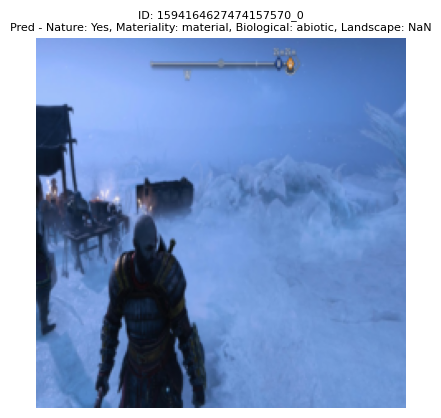 ID: 1594164627474157570_0
Pred - Nature: Yes, Materiality: material, Biological: abiotic, Landscape: NaN